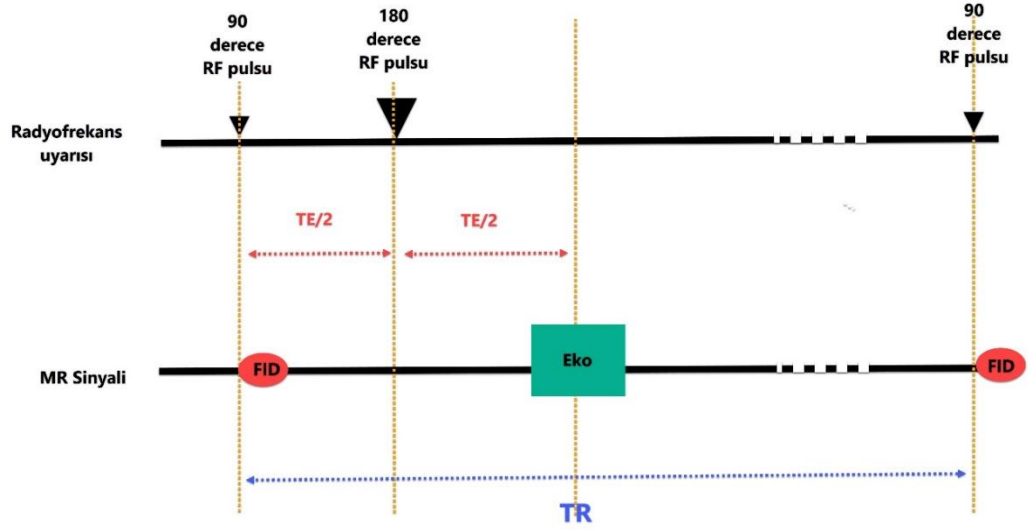 90
derece
RF pulsu
180
derece
RF pulsu
90
derece
RF pulsu
Radyofrekans
uyarısı
TE/2
TE/2
MR Sinyali
FID
Eko
FID
TR